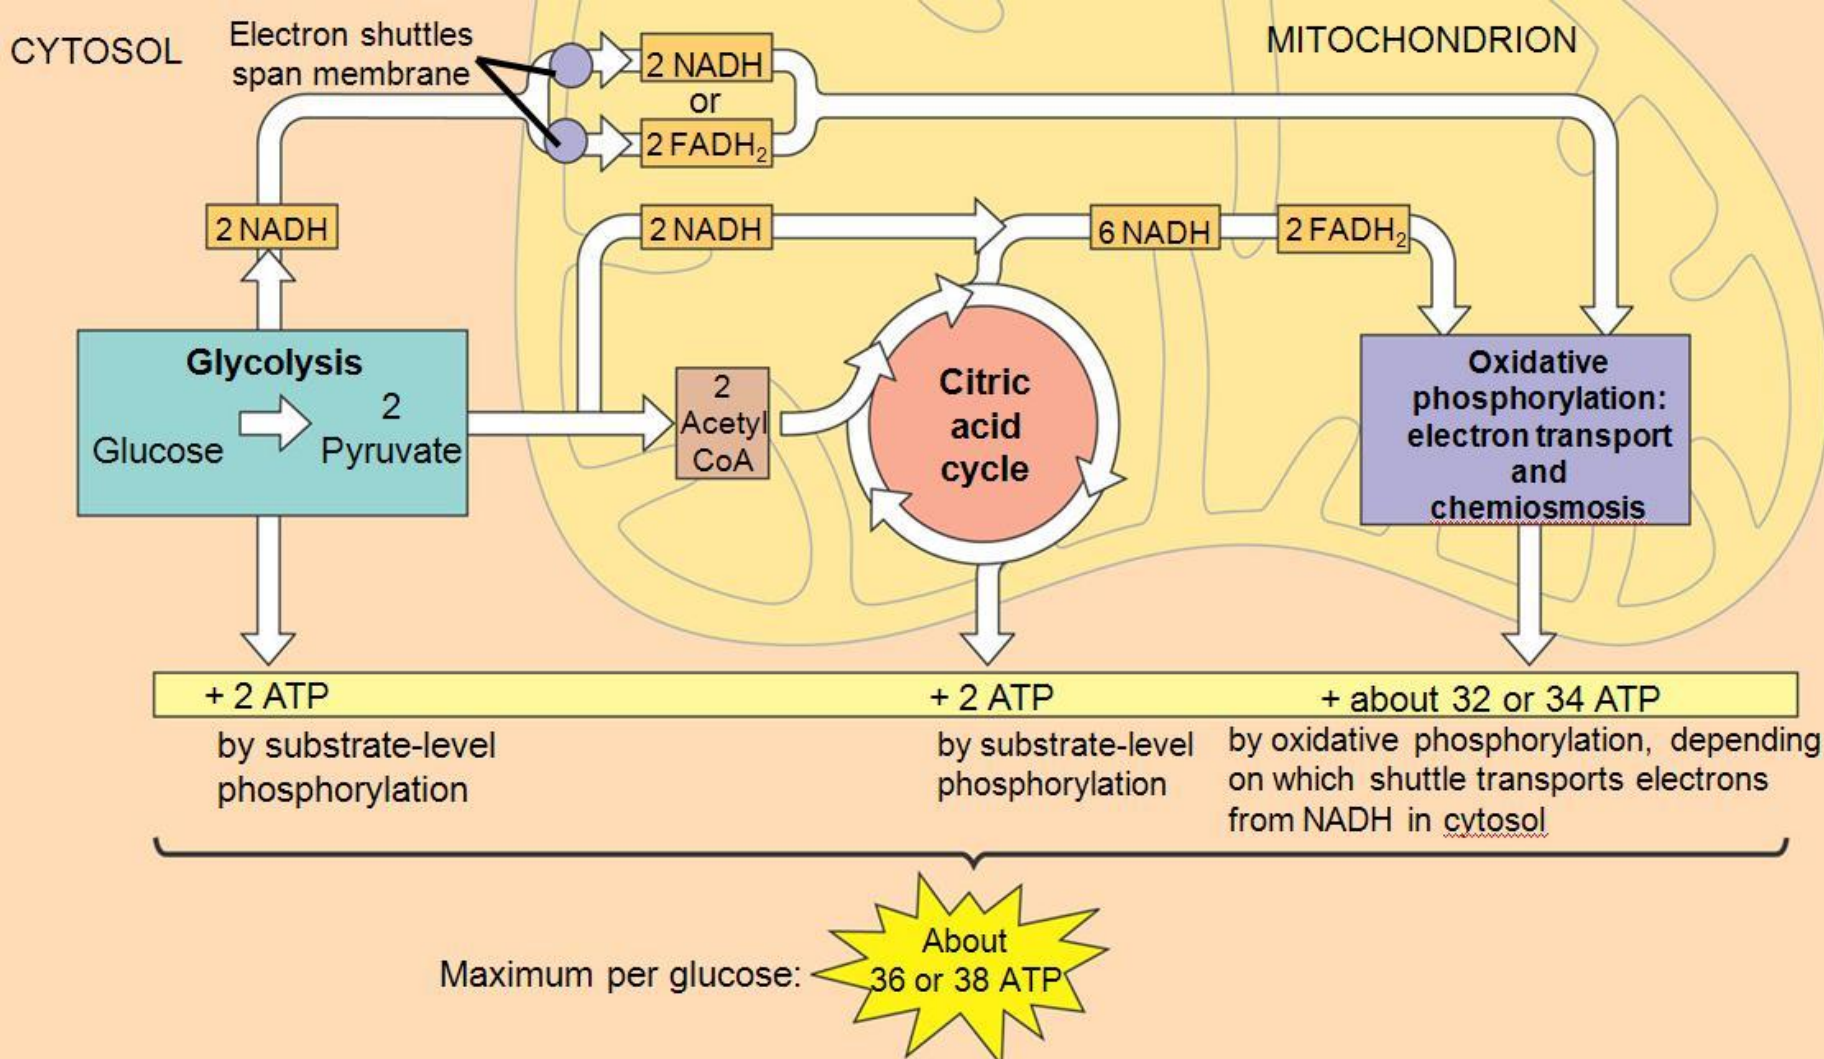 CYTOSOL
Electron shuttles
span membrane
MITOCHONDRION
2 NADH
or
2 FADH₂
2 NADH
2 NADH
6 NADH
2 FADH₂
Glycolysis
Glucose
2
Pyruvate
2
Acetyl
CoA
Citric
acid
cycle
Oxidative
phosphorylation:
electron transport
and
chemiosmosis
+ 2 ATP
by substrate-level
phosphorylation
+ 2 ATP
by substrate-level
phosphorylation
+ about 32 or 34 ATP
by oxidative phosphorylation, depending
on which shuttle transports electrons
from NADH in cytosol
Maximum per glucose:
About
36 or 38 ATP